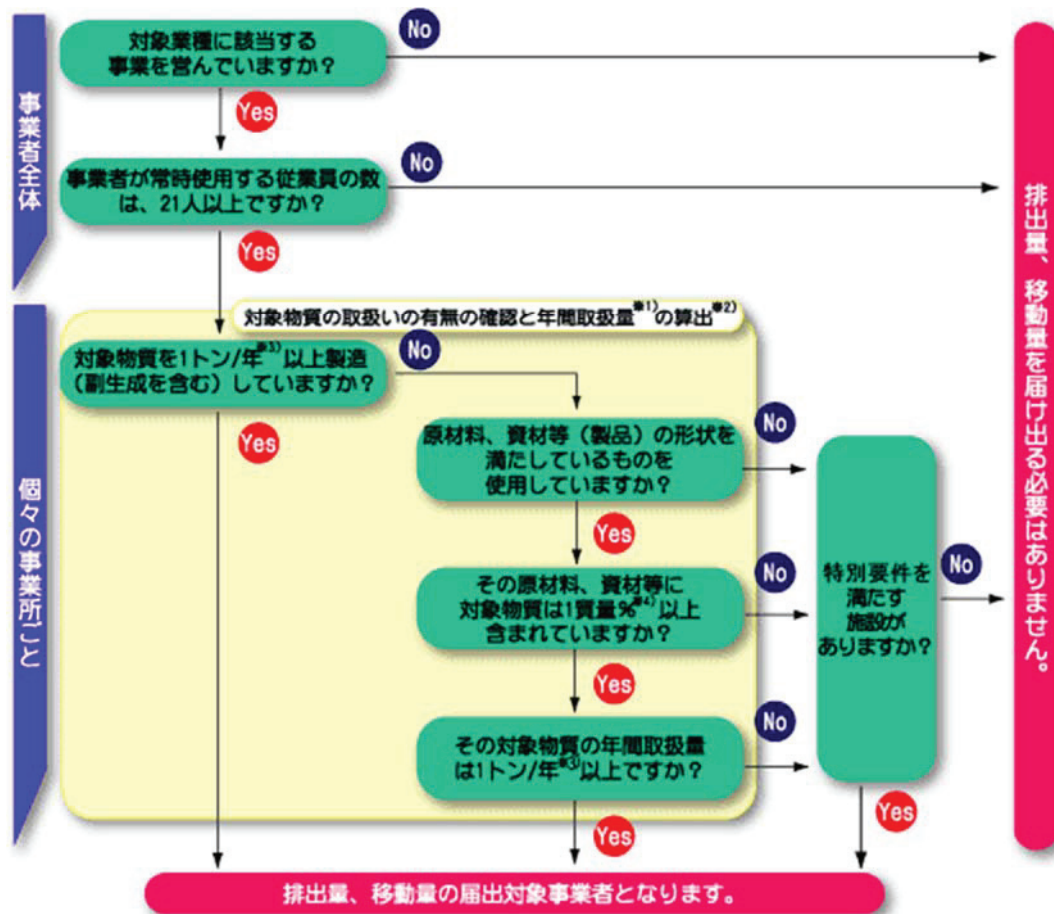 事業者全体
対象業種に該当する
事業を営んでいますか？
No
Yes
事業者が常時使用する従業員の数
は、21人以上ですか？
No
Yes
個々の事業所ごと
対象物質の取扱いの有無の確認と年間取扱量※1)の算出※2)
対象物質を1トン/年※3)以上製造
（副生成を含む）していますか？
No
Yes
原材料、資材等（製品）の形状を
満たしているものを
使用していますか？
No
Yes
その原材料、資材等に
対象物質は1質量%※4)以上
含まれていますか？
No
Yes
その対象物質の年間取扱量
は1トン/年※3)以上ですか？
No
Yes
特別要件を
満たす
施設が
ありますか？
No
Yes
排出量、移動量を届け出る必要はありません。
排出量、移動量の届出対象事業者となります。